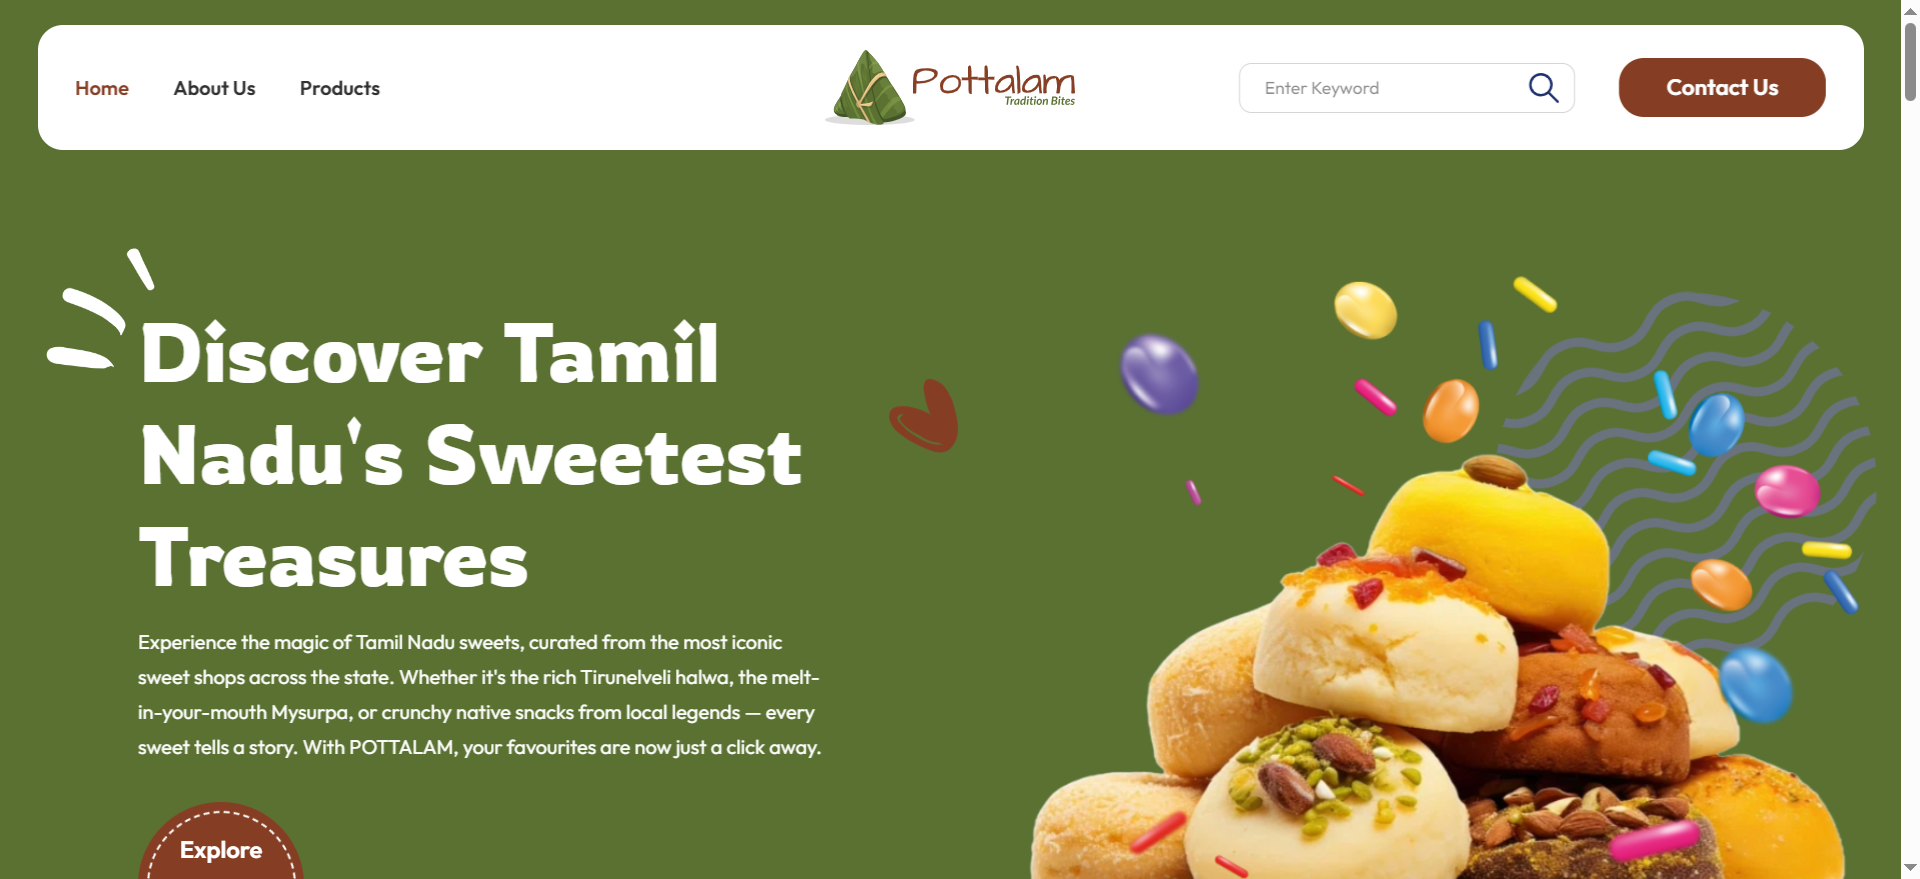 Home
About Us
Products
Pottalam
Tradition Bites
Enter Keyword
Contact Us
Discover Tamil
Nadu's Sweetest
Treasures
Experience the magic of Tamil Nadu sweets, curated from the most iconic
sweet shops across the state. Whether it's the rich Tirunelveli halwa, the melt-
in-your-mouth Mysurpa, or crunchy native snacks from local legends — every
sweet tells a story. With POTTALAM, your favourites are now just a click away.
Explore